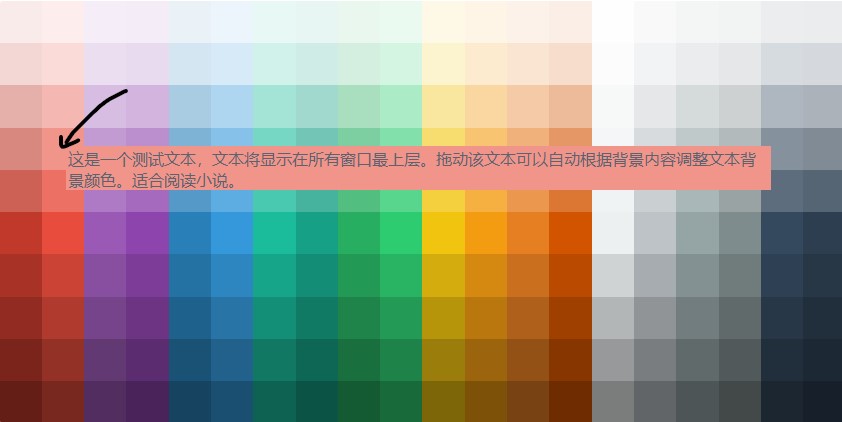 这是一个测试文本，文本将显示在所有窗口最上层。拖动该文本可以自动根据背景内容调整文本背
景颜色。适合阅读小说。